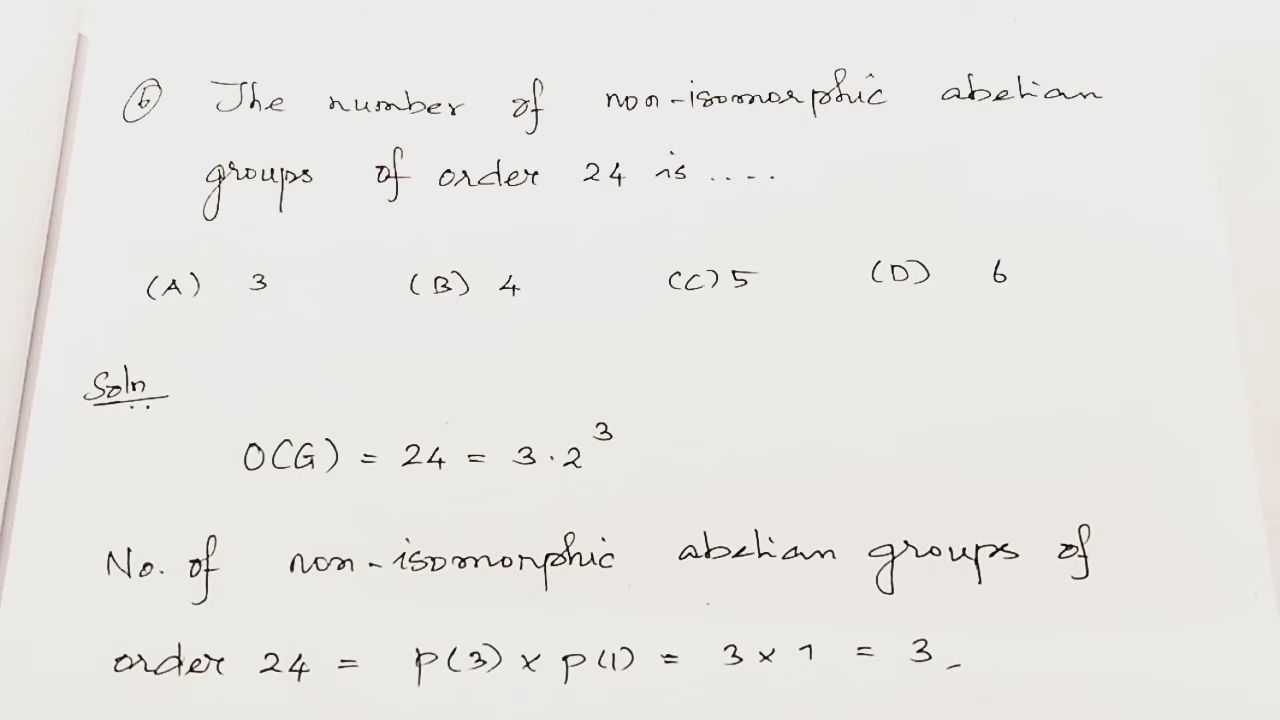 ⑥ The number of non-isomorphic abelian
groups of order 24 is ....
(A) 3 (B) 4 (C) 5 (D) 6
Soln
O(G) = 24 = 3.2³
No. of non-isomorphic abelian groups of
order 24 = p(3) x p(1) = 3 x 1 = 3